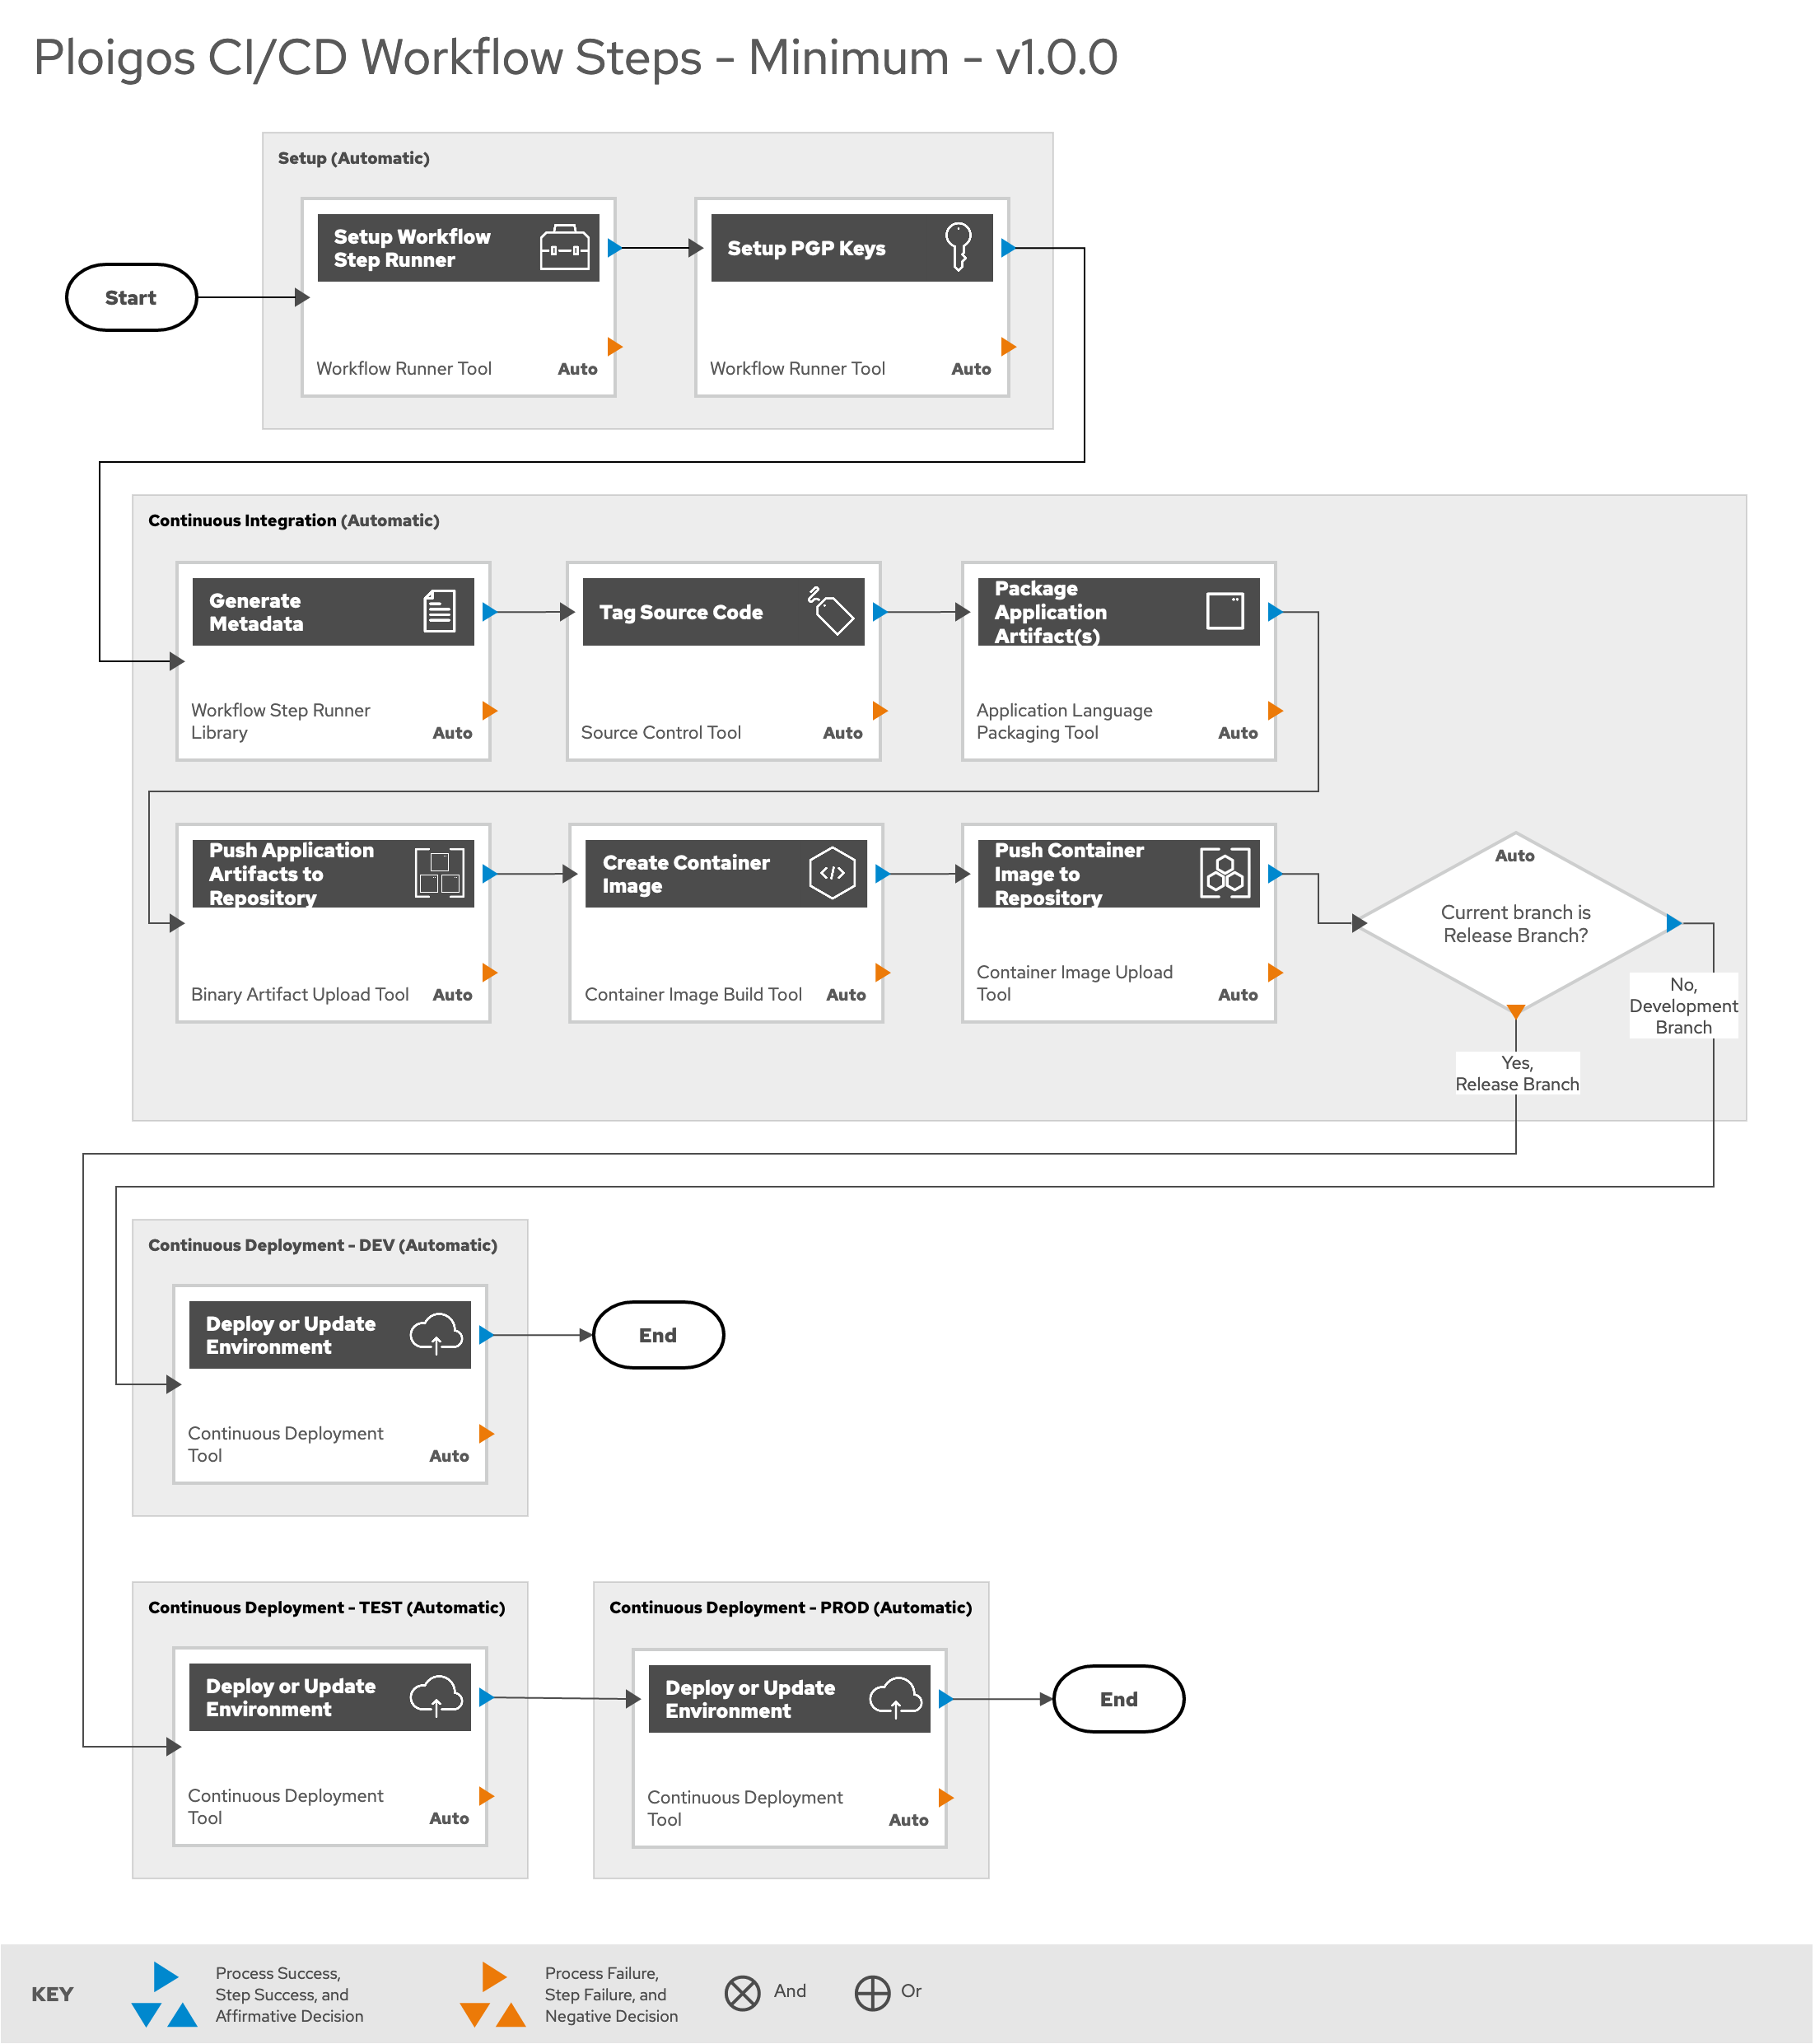 Ploigos CI/CD Workflow Steps - Minimum - v1.0.0
Setup (Automatic)
Setup Workflow
Step Runner
Workflow Runner Tool
Auto
Setup PGP Keys
Workflow Runner Tool
Auto
Start
Continuous Integration (Automatic)
Generate
Metadata
Workflow Step Runner
Library
Auto
Tag Source Code
Source Control Tool
Auto
Package
Application
Artifact(s)
Application Language
Packaging Tool
Auto
Push Application
Artifacts to
Repository
Binary Artifact Upload Tool
Auto
Create Container
Image
Container Image Build Tool
Auto
Push Container
Image to
Repository
Container Image Upload
Tool
Auto
Auto
Current branch is
Release Branch?
No,
Development
Branch
Yes,
Release Branch
Continuous Deployment - DEV (Automatic)
Deploy or Update
Environment
Continuous Deployment
Tool
Auto
End
Continuous Deployment - TEST (Automatic)
Deploy or Update
Environment
Continuous Deployment
Tool
Auto
Continuous Deployment - PROD (Automatic)
Deploy or Update
Environment
Continuous Deployment
Tool
Auto
End
KEY
Process Success,
Step Success, and
Affirmative Decision
Process Failure,
Step Failure, and
Negative Decision
And
Or